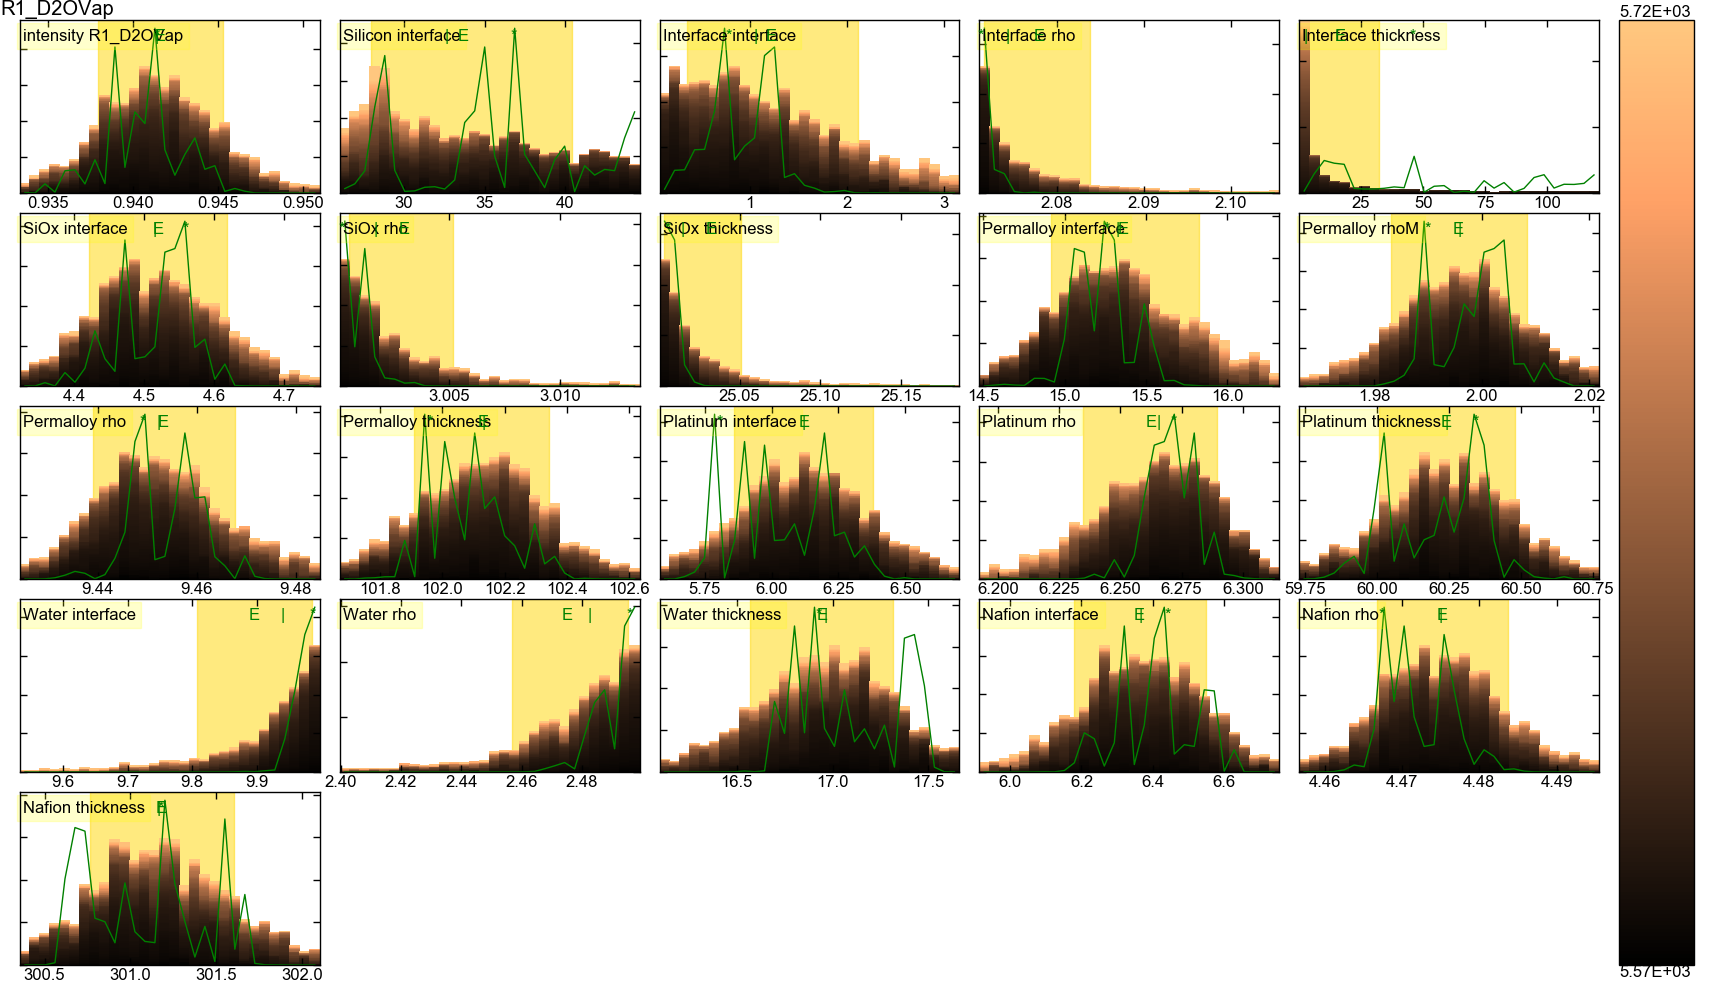 R1_D2OVap
5.72E+03
intensity R1_D2OVap
Silicon interface
Interface interface
Interface rho
Interface thickness
0.935 0.940 0.945 0.950
30 35 40
1 2 3
2.08 2.09 2.10
25 50 75 100
SiOx interface
SiOx rho
SiOx thickness
Permalloy interface
Permalloy rhoM
4.4 4.5 4.6 4.7
3.005 3.010
25.05 25.10 25.15
14.5 15.0 15.5 16.0
1.98 2.00 2.02
Permalloy rho
Permalloy thickness
Platinum interface
Platinum rho
Platinum thickness
9.44 9.46 9.48
101.8 102.0 102.2 102.4 102.6
5.75 6.00 6.25 6.50
6.200 6.225 6.250 6.275 6.300
59.75 60.00 60.25 60.50 60.75
Water interface
Water rho
Water thickness
Nafion interface
Nafion rho
9.6 9.7 9.8 9.9
2.40 2.42 2.44 2.46 2.48
16.5 17.0 17.5
6.0 6.2 6.4 6.6
4.46 4.47 4.48 4.49
Nafion thickness
300.5 301.0 301.5 302.0
5.57E+03